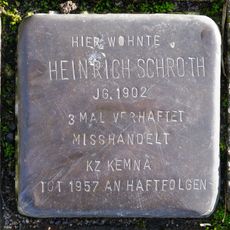 HIER WOHNTE
HEINRICH SCHROTH
JG. 1902
3 MAL VERHAFTET
MISSHANDELT
KZ KEMNA
TOT 1957 AN HAFTFOLGEN